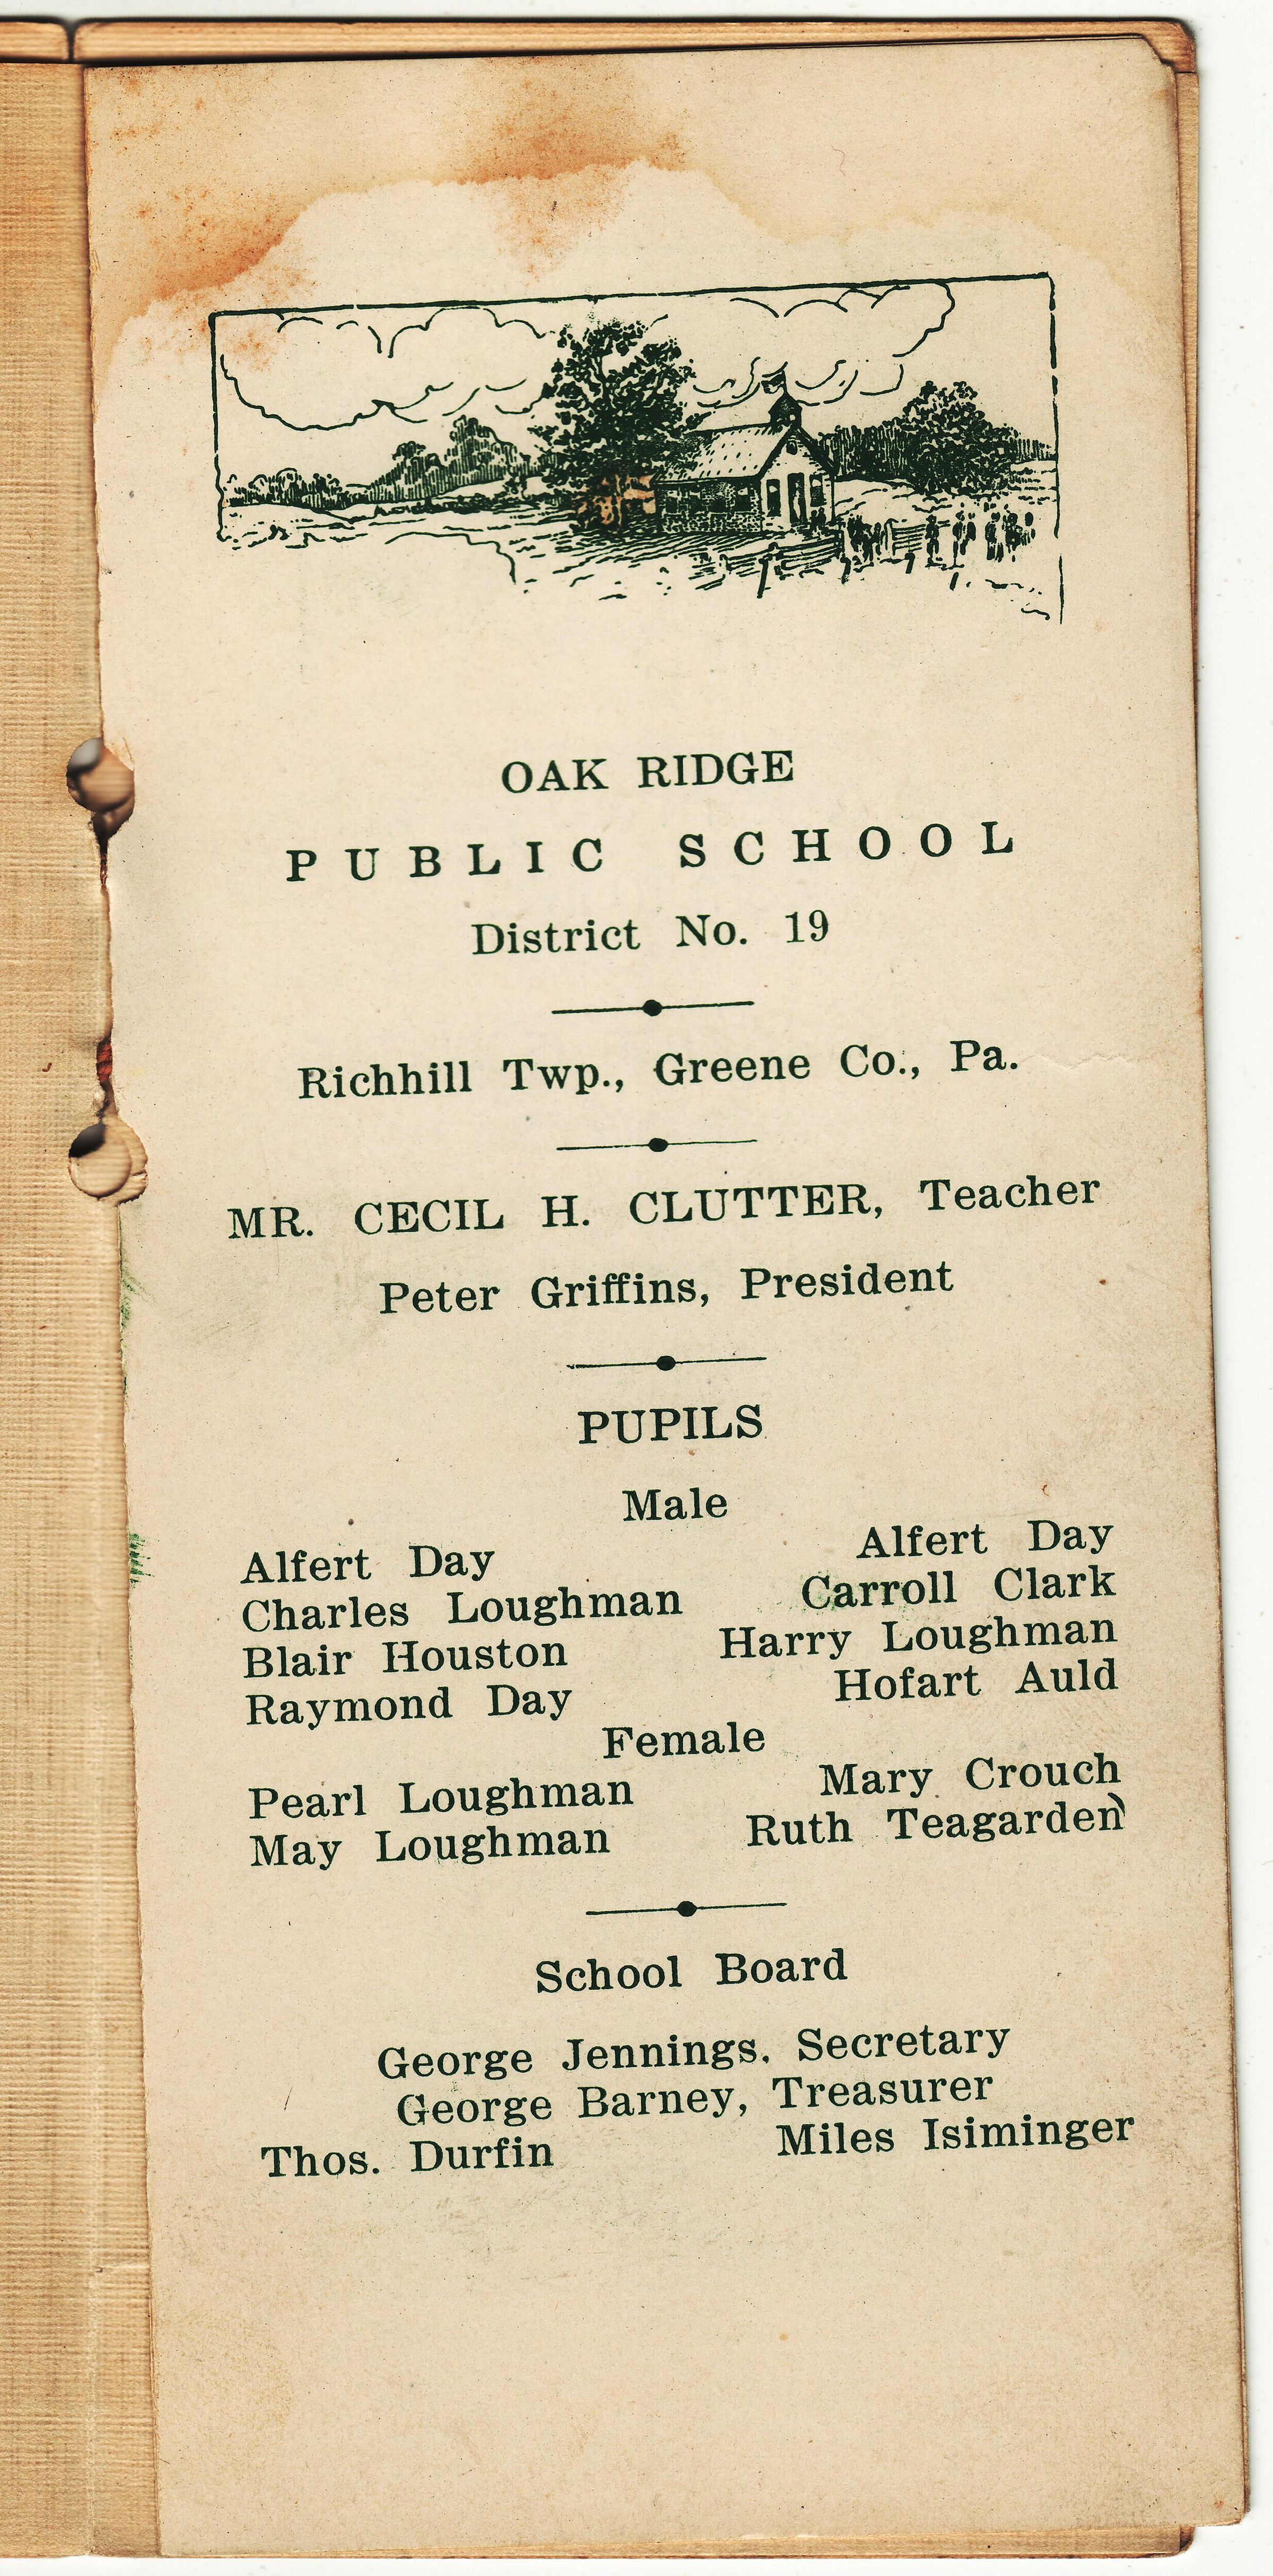 OAK RIDGE
PUBLIC SCHOOL
District No. 19
Richhill Twp., Greene Co., Pa.
MR. CECIL H. CLUTTER, Teacher
Peter Griffins, President
PUPILS
Male
Alfert Day Alfert Day
Charles Loughman Carroll Clark
Blair Houston Harry Loughman
Raymond Day Hofart Auld
Female
Pearl Loughman Mary Crouch
May Loughman Ruth Teagarden
School Board
George Jennings. Secretary
George Barney, Treasurer
Thos. Durfin Miles Isiminger